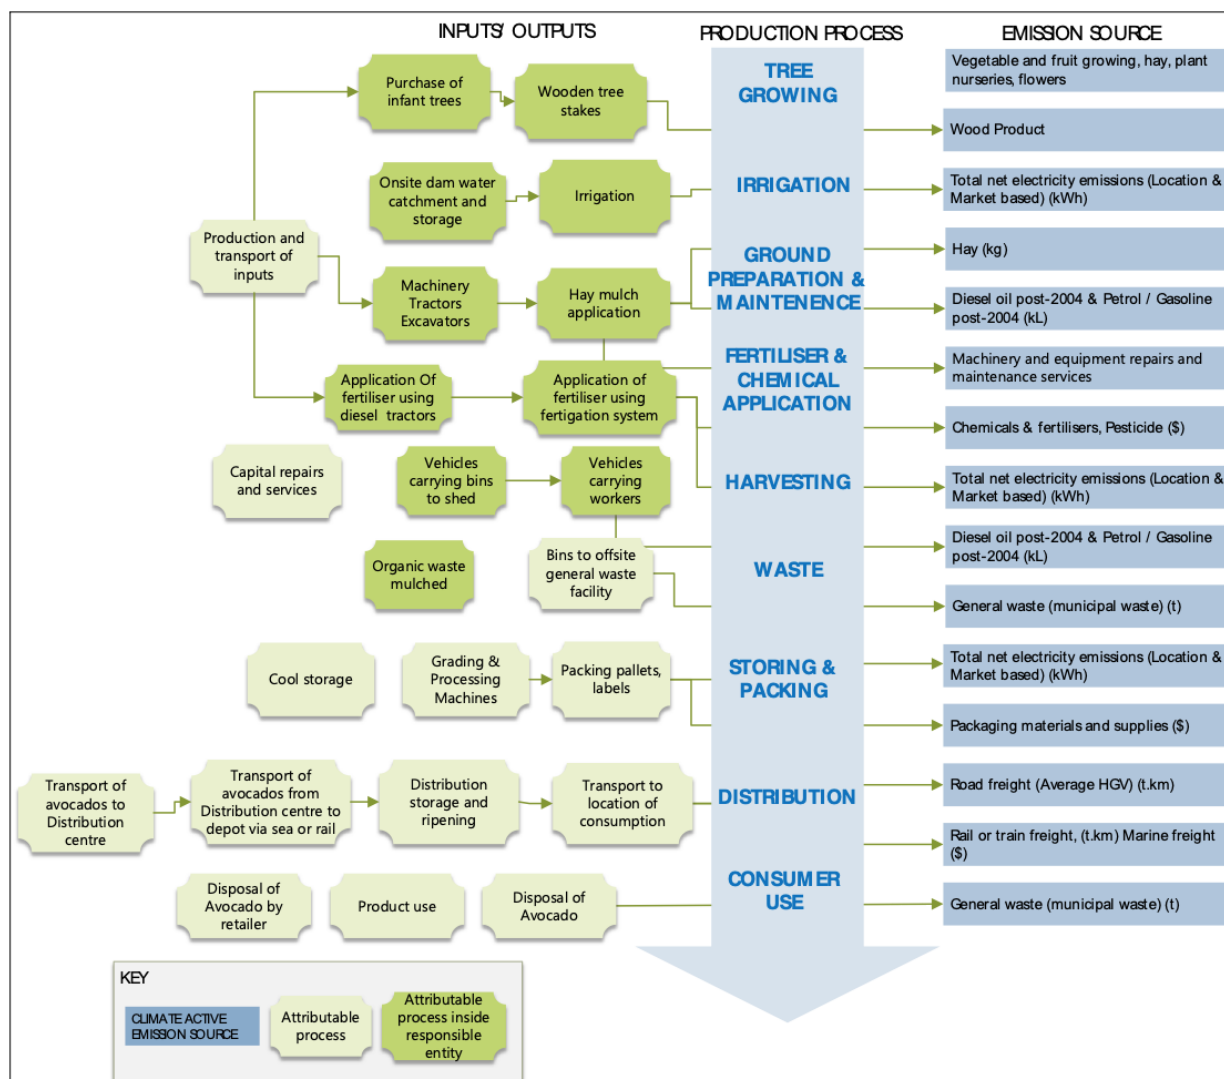 INPUTS/ OUTPUTS
PRODUCTION PROCESS
EMISSION SOURCE
Purchase of
infant trees
Wooden tree
stakes
TREE
GROWING
Vegetable and fruit growing, hay, plant
nurseries, flowers
Wood Product
Onsite dam water
catchment and
storage
Irrigation
IRRIGATION
Total net electricity emissions (Location &
Market based) (kWh)
Production and
transport of
inputs
Machinery
Tractors
Excavators
Hay mulch
application
GROUND
PREPARATION &
MAINTENENCE
Hay (kg)
Diesel oil post-2004 & Petrol / Gasoline
post-2004 (kL)
Application Of
fertiliser using
diesel tractors
Application of
fertiliser using
fertigation system
FERTILISER &
CHEMICAL
APPLICATION
Machinery and equipment repairs and
maintenance services
Chemicals & fertilisers, Pesticide ($)
Capital repairs
and services
Vehicles
carrying bins
to shed
Vehicles
carrying
workers
HARVESTING
Total net electricity emissions (Location &
Market based) (kWh)
Diesel oil post-2004 & Petrol / Gasoline
post-2004 (kL)
Organic waste
mulched
Bins to offsite
general waste
facility
WASTE
General waste (municipal waste) (t)
Cool storage
Grading &
Processing
Machines
Packing pallets,
labels
STORING &
PACKING
Total net electricity emissions (Location &
Market based) (kWh)
Packaging materials and supplies ($)
Transport of
avocados to
Distribution
centre
Transport of
avocados from
Distribution centre to
depot via sea or rail
Distribution
storage and
ripening
Transport to
location of
consumption
DISTRIBUTION
Road freight (Average HGV) (t.km)
Rail or train freight, (t.km) Marine freight
($)
Disposal of
Avocado by
retailer
Product use
Disposal of
Avocado
CONSUMER
USE
General waste (municipal waste) (t)
KEY
CLIMATE ACTIVE
EMISSION SOURCE
Attributable
process
Attributable
process inside
responsible
entity